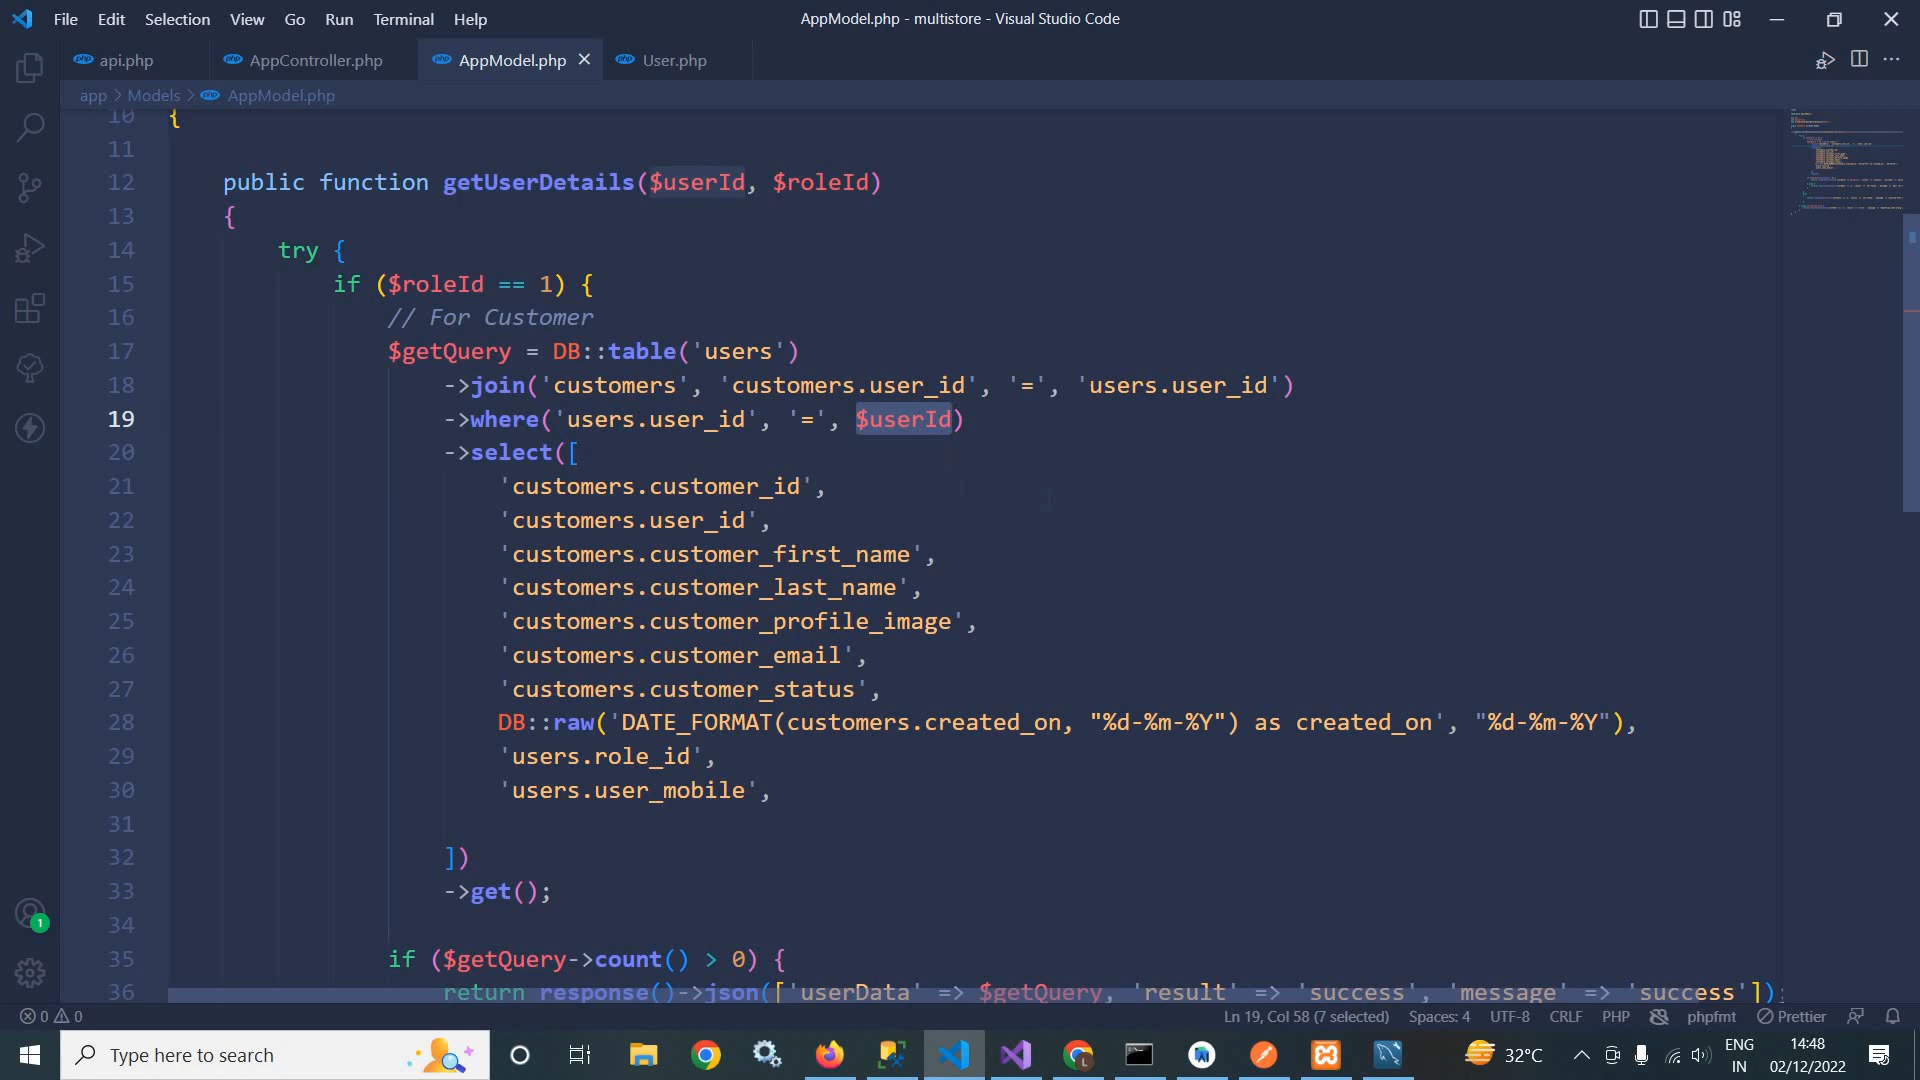 File Edit Selection View Go Run Terminal Help AppModel.php - multistore - Visual Studio Code
php api.php php AppController.php php AppModel.php php User.php
app > Models > php AppModel.php
10 {
11
12 public function getUserDetails($userId, $roleId)
13 {
14 try {
15 if ($roleId == 1) {
16 // For Customer
17 $getQuery = DB::table('users')
18 ->join('customers', 'customers.user_id', '=', 'users.user_id')
19 ->where('users.user_id', '=', $userId)
20 ->select([
21 'customers.customer_id',
22 'customers.user_id',
23 'customers.customer_first_name',
24 'customers.customer_last_name',
25 'customers.customer_profile_image',
26 'customers.customer_email',
27 'customers.customer_status',
28 DB::raw('DATE_FORMAT(customers.created_on, "%d-%m-%Y") as created_on', "%d-%m-%Y"),
29 'users.role_id',
30 'users.user_mobile',
31
32 ])
33 ->get();
34
35 if ($getQuery->count() > 0) {
36 return response()->json(['userData' => $getQuery, 'result' => 'success', 'message' => 'success']);
1
0 0 Ln 19, Col 58 (7 selected) Spaces: 4 UTF-8 CRLF PHP phpfmt Prettier
Type here to search 32°C ENG IN 14:48 02/12/2022